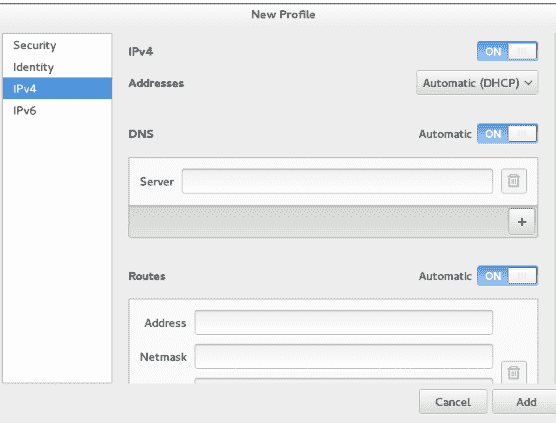 New Profile
Security
Identity
IPv4
IPv6
IPv4 ON
Addresses Automatic (DHCP)
DNS Automatic ON
Server
+
Routes Automatic ON
Address
Netmask
Cancel Add